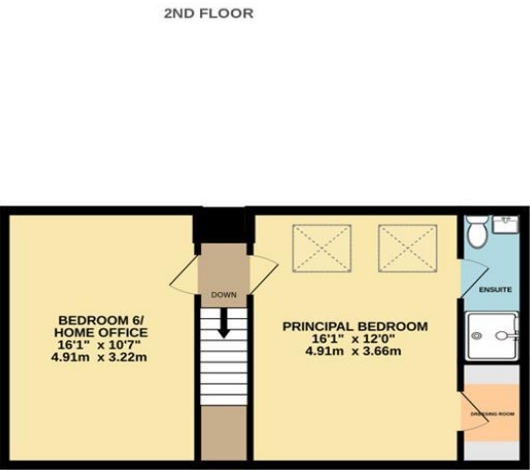 2ND FLOOR
DOWN
ENSUITE
BEDROOM 6/
HOME OFFICE
16'1" x 10'7"
4.91m x 3.22m
PRINCIPAL BEDROOM
16'1" x 12'0"
4.91m x 3.66m
DRESSING ROOM